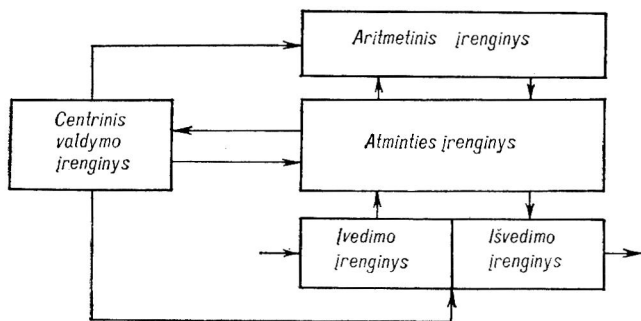 Aritmetinis įrenginys
Centrinis
valdymo
įrenginys
Atminties įrenginys
Įvedimo
įrenginys
Išvedimo
įrenginys